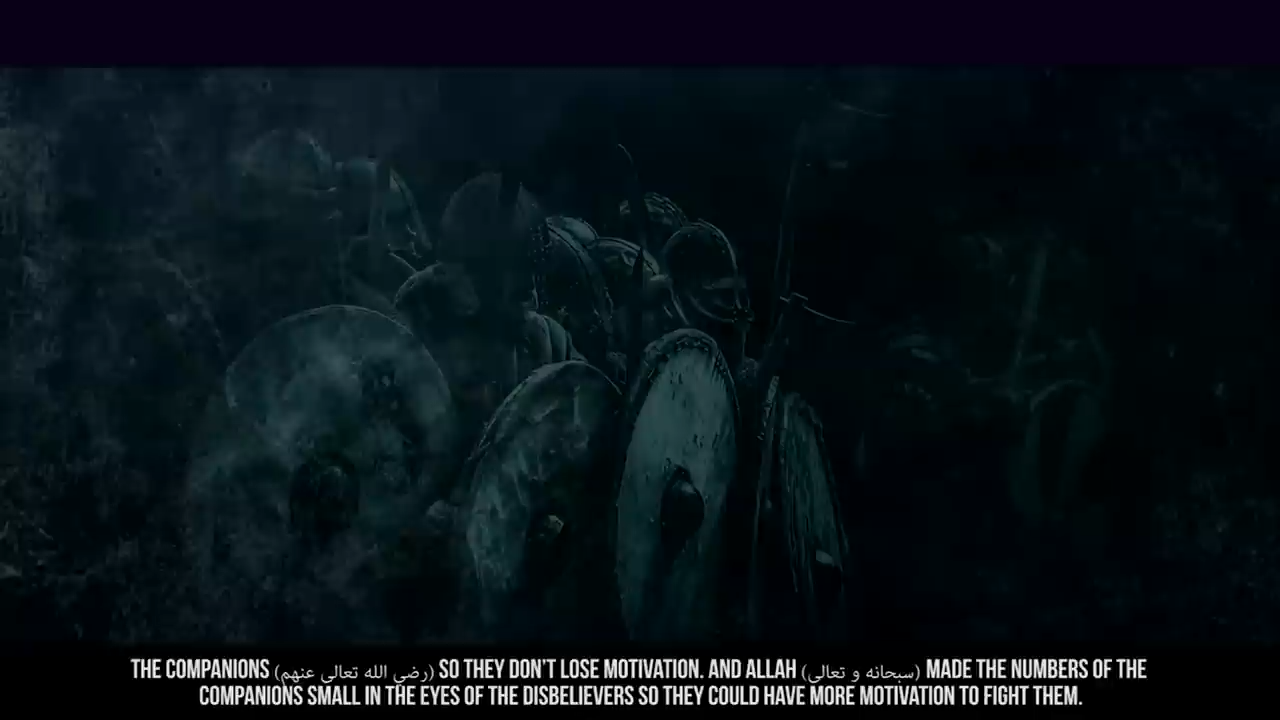 THE COMPANIONS (رضي الله تعالى عنهم) SO THEY DON'T LOSE MOTIVATION. AND ALLAH (سبحانه و تعالى) MADE THE NUMBERS OF THE
COMPANIONS SMALL IN THE EYES OF THE DISBELIEVERS SO THEY COULD HAVE MORE MOTIVATION TO FIGHT THEM.